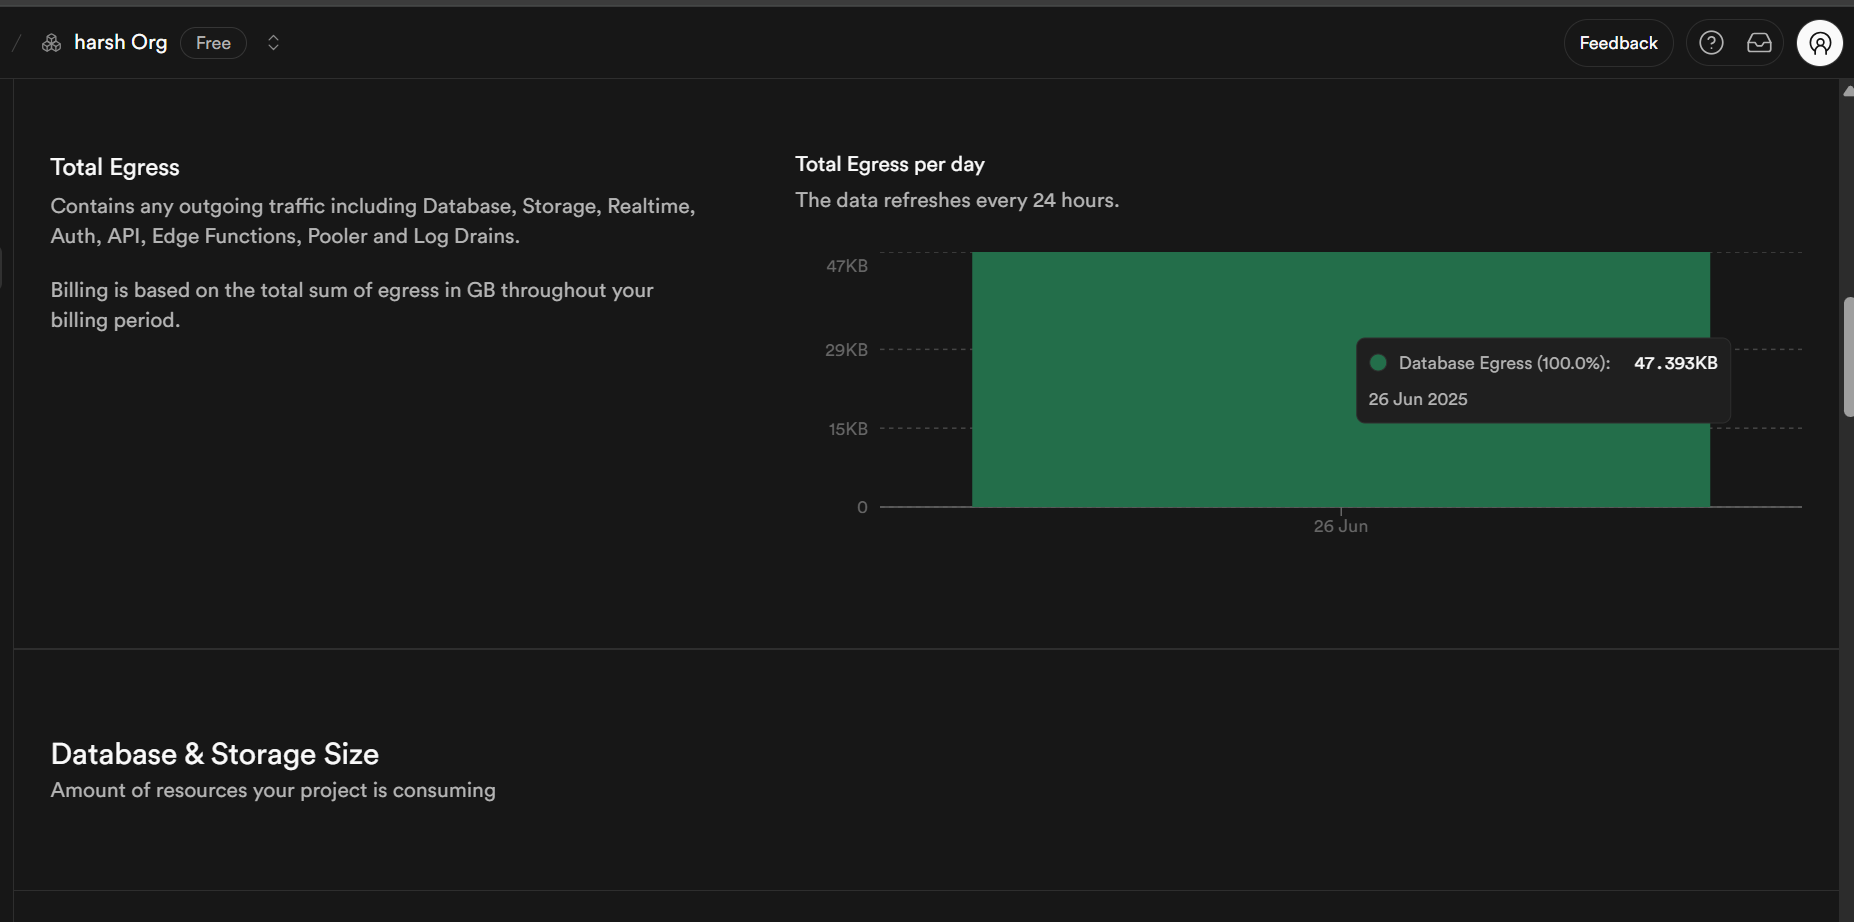 harsh Org Free Feedback
Total Egress
Contains any outgoing traffic including Database, Storage, Realtime,
Auth, API, Edge Functions, Pooler and Log Drains.
Billing is based on the total sum of egress in GB throughout your
billing period.
Total Egress per day
The data refreshes every 24 hours.
47KB
29KB
15KB
0
26 Jun
Database Egress (100.0%): 47.393KB
26 Jun 2025
Database & Storage Size
Amount of resources your project is consuming